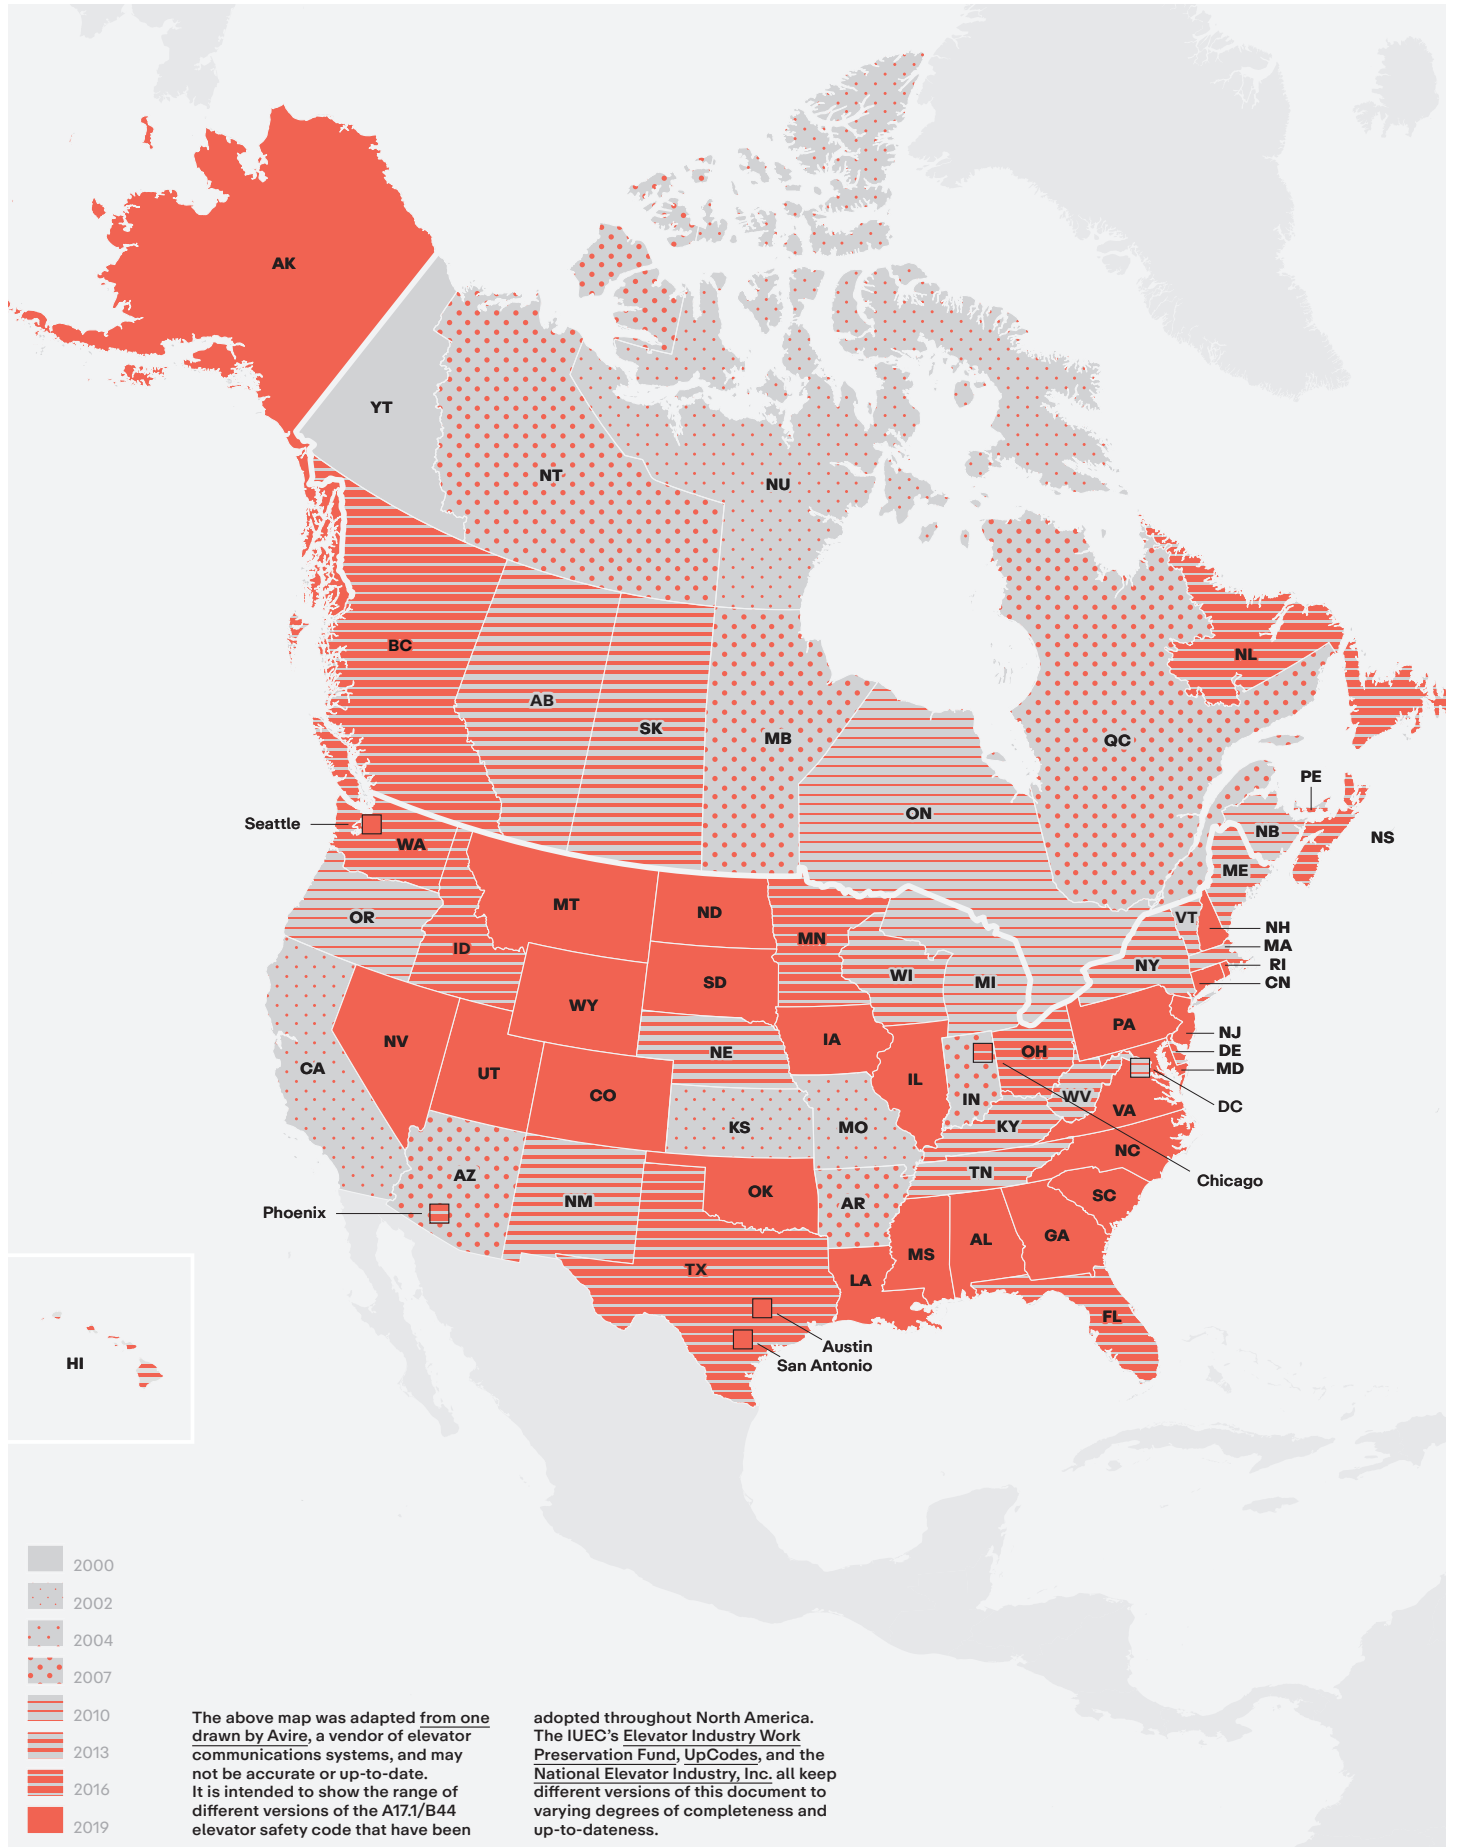 AK
YT
NT
NU
BC
AB
SK
MB
ON
QC
NL
PE
NB
NS
ME
Seattle
WA
OR
ID
MT
ND
MN
SD
WY
WI
MI
NY
VT
NH
MA
RI
CN
NV
CA
UT
CO
NE
IA
IL
IN
OH
PA
NJ
DE
MD
DC
WV
VA
KY
KS
MO
NC
TN
Chicago
SC
AZ
NM
OK
AR
Phoenix
TX
LA
MS
AL
GA
FL
Austin
San Antonio
HI
2000
2002
2004
2007
2010
2013
2016
2019
The above map was adapted from one
drawn by Avire, a vendor of elevator
communications systems, and may
not be accurate or up-to-date.
It is intended to show the range of
different versions of the A17.1/B44
elevator safety code that have been
adopted throughout North America.
The IUEC’s Elevator Industry Work
Preservation Fund, UpCodes, and the
National Elevator Industry, Inc. all keep
different versions of this document to
varying degrees of completeness and
up-to-dateness.